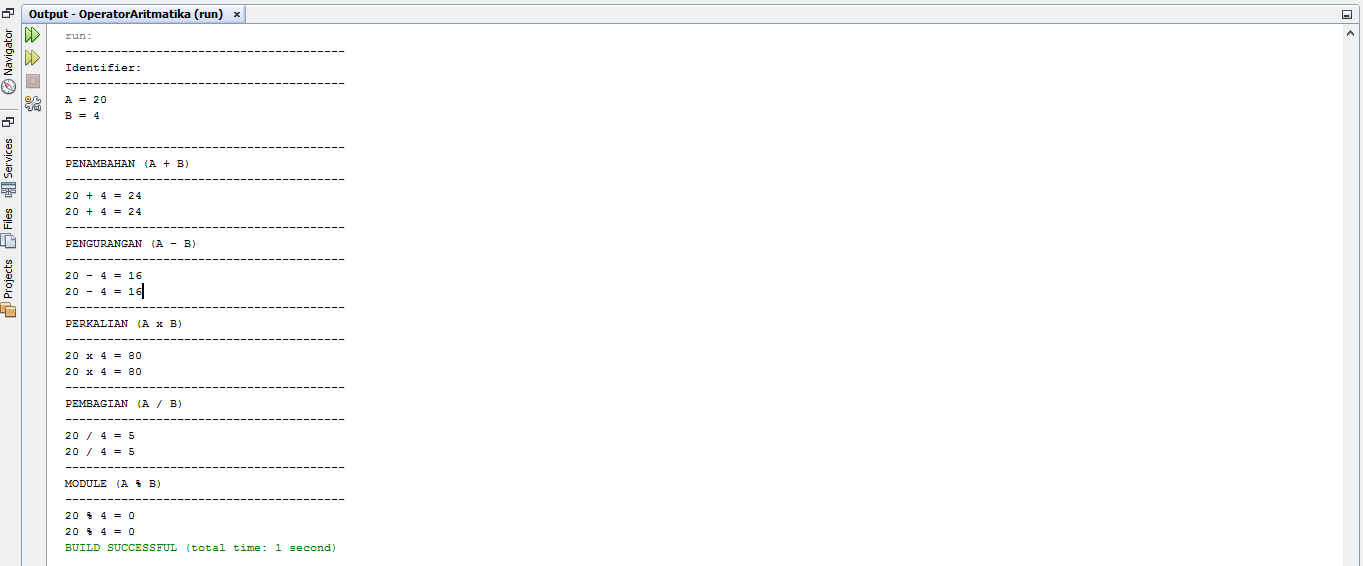 Output - OperatorAritmatika (run) ×
Navigator
Services
Files
Projects
run:
----------------------------------------
Identifier:
----------------------------------------
A = 20
B = 4
----------------------------------------
PENAMBAHAN (A + B)
----------------------------------------
20 + 4 = 24
20 + 4 = 24
----------------------------------------
PENGURANGAN (A - B)
----------------------------------------
20 - 4 = 16
20 - 4 = 16
----------------------------------------
PERKALIAN (A x B)
----------------------------------------
20 x 4 = 80
20 x 4 = 80
----------------------------------------
PEMBAGIAN (A / B)
----------------------------------------
20 / 4 = 5
20 / 4 = 5
----------------------------------------
MODULE (A % B)
----------------------------------------
20 % 4 = 0
20 % 4 = 0
BUILD SUCCESSFUL (total time: 1 second)